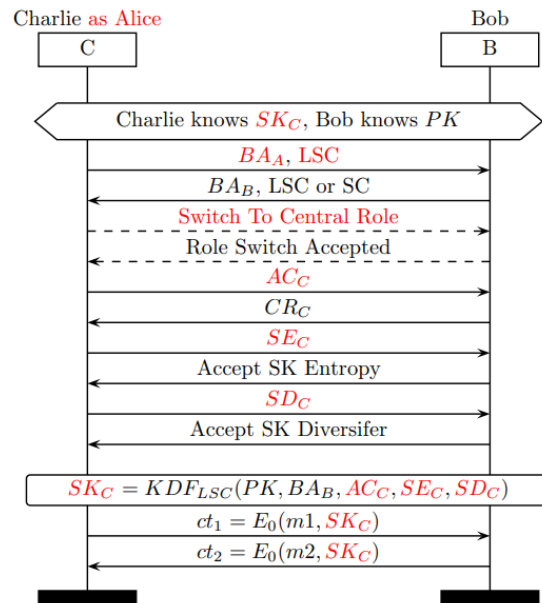 Charlie as Alice Bob
C B
Charlie knows SK_C, Bob knows PK
BA_A, LSC
BA_B, LSC or SC
Switch To Central Role
Role Switch Accepted
AC_C
CR_C
SE_C
Accept SK Entropy
SD_C
Accept SK Diversifer
SK_C = KDF_LSC(PK, BA_B, AC_C, SE_C, SD_C)
ct_1 = E_0(m1, SK_C)
ct_2 = E_0(m2, SK_C)